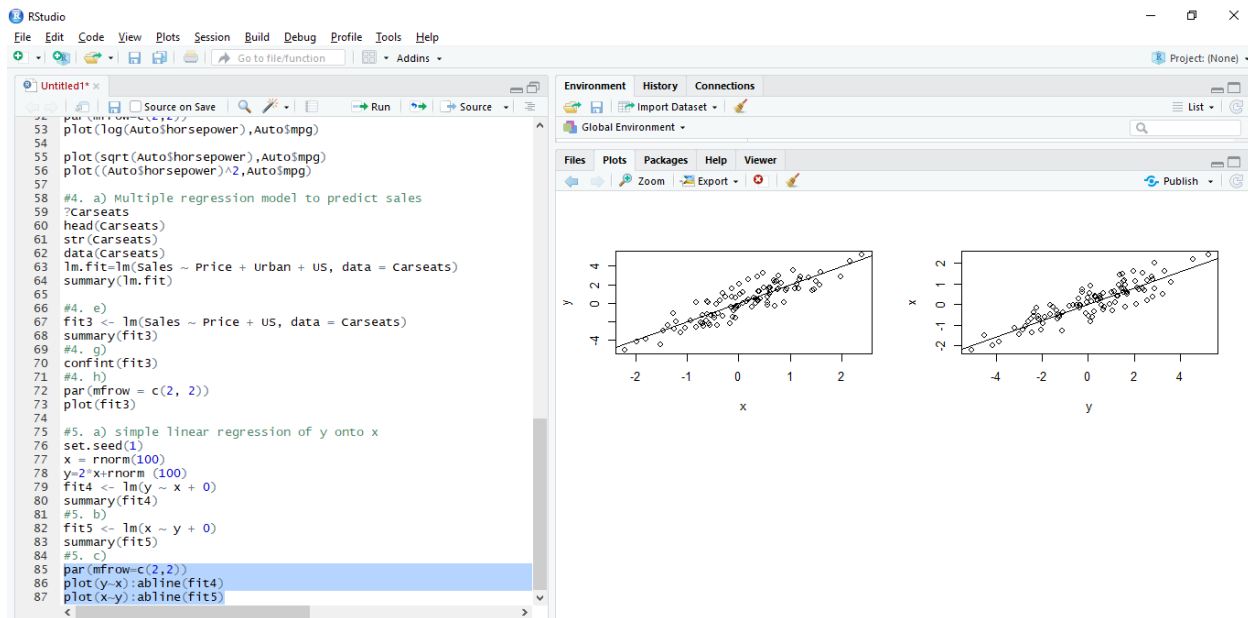 RStudio
File Edit Code View Plots Session Build Debug Profile Tools Help
Go to file/function Addins Project: (None)
Untitled1*
Source on Save Run Source
52 par(mfrow=c(2,2))
53 plot(log(Auto$horsepower),Auto$mpg)
54
55 plot(sqrt(Auto$horsepower),Auto$mpg)
56 plot((Auto$horsepower)^2,Auto$mpg)
57
58 #4. a) Multiple regression model to predict sales
59 ?Carseats
60 head(Carseats)
61 str(Carseats)
62 data(Carseats)
63 lm.fit=lm(Sales ~ Price + Urban + US, data = Carseats)
64 summary(lm.fit)
65
66 #4. e)
67 fit3 <- lm(Sales ~ Price + US, data = Carseats)
68 summary(fit3)
69 #4. g)
70 confint(fit3)
71 #4. h)
72 par(mfrow = c(2, 2))
73 plot(fit3)
74
75 #5. a) simple linear regression of y onto x
76 set.seed(1)
77 x = rnorm(100)
78 y=2*x+rnorm (100)
79 fit4 <- lm(y ~ x + 0)
80 summary(fit4)
81 #5. b)
82 fit5 <- lm(x ~ y + 0)
83 summary(fit5)
84 #5. c)
85 par(mfrow=c(2,2))
86 plot(y~x):abline(fit4)
87 plot(x~y):abline(fit5)
Environment History Connections
Import Dataset List
Global Environment
Files Plots Packages Help Viewer
Zoom Export Publish
y
4
2
0
-4
-2 -1 0 1 2
x
x
2
1
0
-1
-2
-4 -2 0 2 4
y